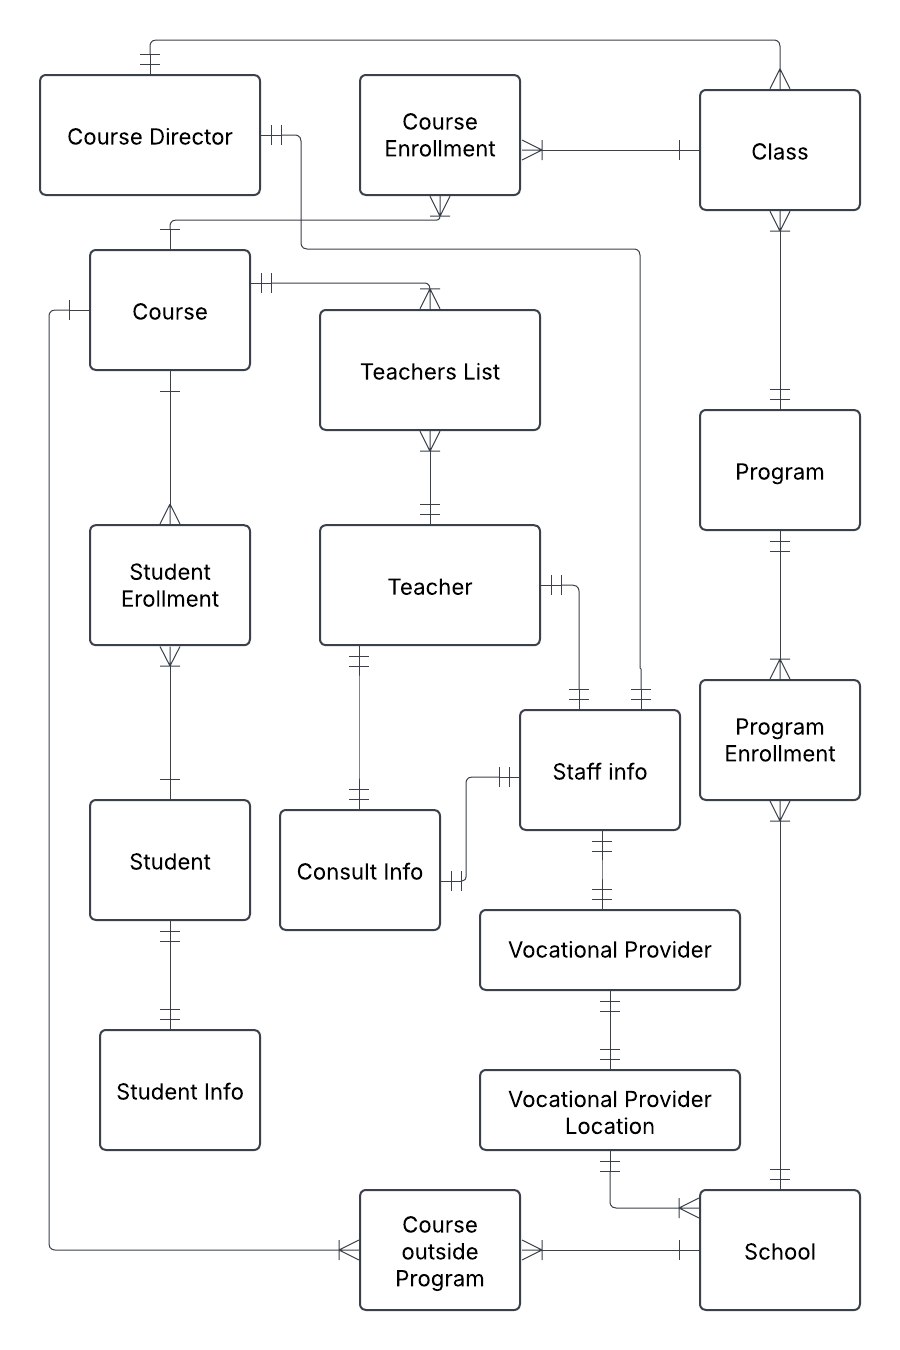 Course Director
Course
Enrollment
Class
Course
Teachers List
Program
Student
Erollment
Teacher
Program
Enrollment
Staff info
Student
Consult Info
Vocational Provider
Student Info
Vocational Provider
Location
Course
outside
Program
School